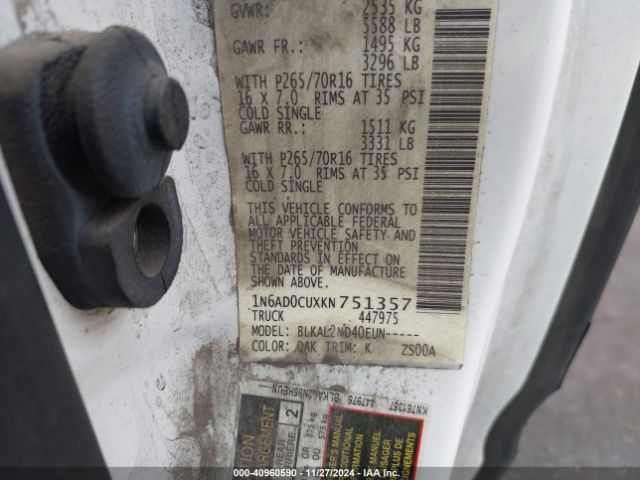 GVWR: 2535 KG
5588 LB
GAWR FR.: 1495 KG
3296 LB
WITH P265/70R16 TIRES
16 X 7.0 RIMS AT 35 PSI
COLD SINGLE
GAWR RR.: 1511 KG
3331 LB
WITH P265/70R16 TIRES
16 X 7.0 RIMS AT 35 PSI
COLD SINGLE
THIS VEHICLE CONFORMS TO
ALL APPLICABLE FEDERAL
MOTOR VEHICLE SAFETY AND
THEFT PREVENTION
STANDARDS IN EFFECT ON
THE DATE OF MANUFACTURE
SHOWN ABOVE.
1N6AD0CUXKN751357
TRUCK 447975
MODEL: BLKAL2ND40EUN-----
COLOR: QAK TRIM: K ZS00A
447975
2
MANUEL
00-40960590 11/27/2024 IAA, Inc.